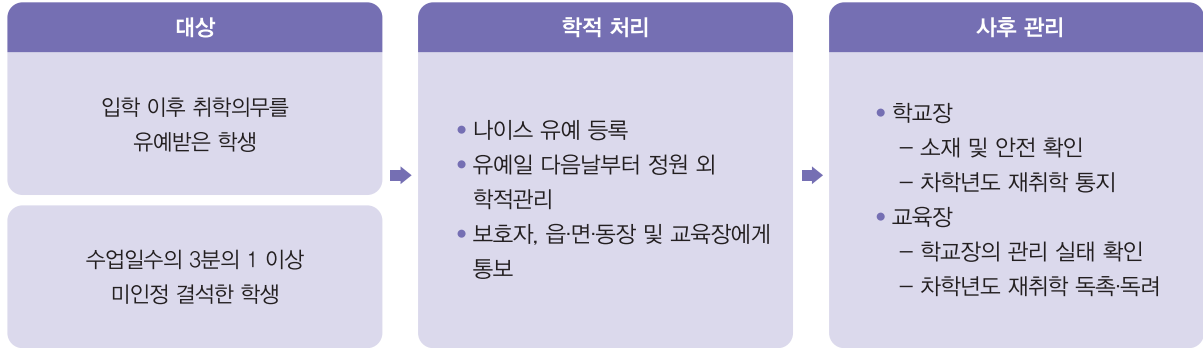 대상
입학 이후 취학의무를
유예받은 학생
수업일수의 3분의 1 이상
미인정 결석한 학생
학적 처리
• 나이스 유예 등록
• 유예일 다음날부터 정원 외
학적관리
• 보호자, 읍·면·동장 및 교육장에게
통보
사후 관리
• 학교장
– 소재 및 안전 확인
– 차학년도 재취학 통지
• 교육장
– 학교장의 관리 실태 확인
– 차학년도 재취학 독촉·독려